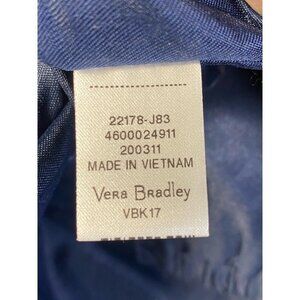 22178-J83
4600024911
200311
MADE IN VIETNAM
Vera Bradley
VBK17